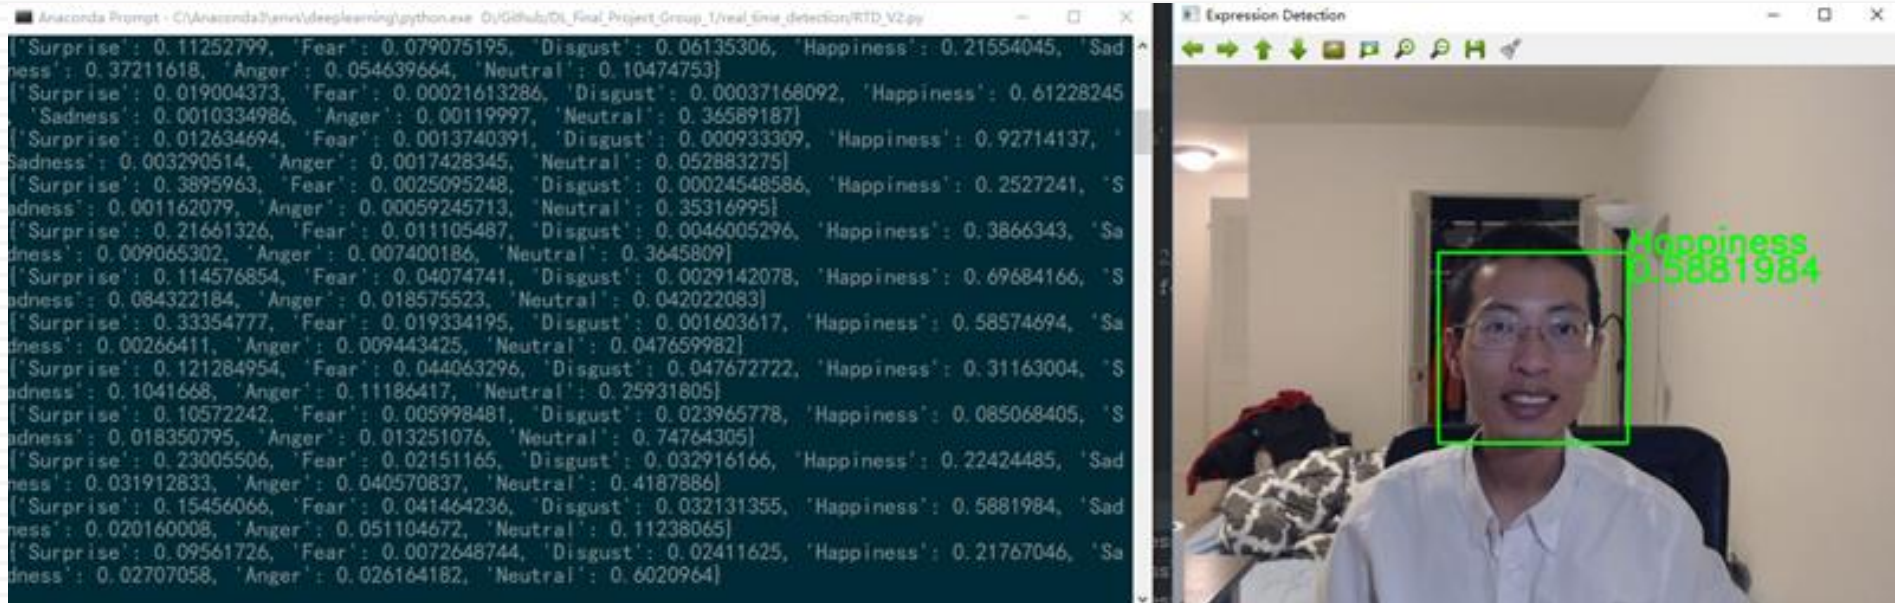 Anaconda Prompt - C:\Anaconda3\envs\deeplearning\python.exe D:/Github/DL_Final_Project_Group_1/real_time_detection/RTD_V2.py
{'Surprise': 0.11252799, 'Fear': 0.079075195, 'Disgust': 0.06135306, 'Happiness': 0.21554045, 'Sad
ness': 0.37211618, 'Anger': 0.054639664, 'Neutral': 0.10474753}
{'Surprise': 0.019004373, 'Fear': 0.00021613286, 'Disgust': 0.00037168092, 'Happiness': 0.61228245
, 'Sadness': 0.0010334986, 'Anger': 0.00119997, 'Neutral': 0.36589187}
{'Surprise': 0.012634694, 'Fear': 0.0013740391, 'Disgust': 0.000933309, 'Happiness': 0.92714137, '
Sadness': 0.003290514, 'Anger': 0.0017428345, 'Neutral': 0.052883275}
{'Surprise': 0.3895963, 'Fear': 0.0025095248, 'Disgust': 0.00024548586, 'Happiness': 0.2527241, 'S
adness': 0.001162079, 'Anger': 0.00059245713, 'Neutral': 0.35316995}
{'Surprise': 0.21661326, 'Fear': 0.011105487, 'Disgust': 0.0046005296, 'Happiness': 0.3866343, 'Sa
dness': 0.009065302, 'Anger': 0.007400186, 'Neutral': 0.3645809}
{'Surprise': 0.114576854, 'Fear': 0.04074741, 'Disgust': 0.0029142078, 'Happiness': 0.69684166, 'S
adness': 0.084322184, 'Anger': 0.018575523, 'Neutral': 0.042022083}
{'Surprise': 0.33354777, 'Fear': 0.019334195, 'Disgust': 0.001603617, 'Happiness': 0.58574694, 'Sa
dness': 0.00266411, 'Anger': 0.009443425, 'Neutral': 0.047659982}
{'Surprise': 0.121284954, 'Fear': 0.044063296, 'Disgust': 0.047672722, 'Happiness': 0.31163004, 'S
adness': 0.1041668, 'Anger': 0.11186417, 'Neutral': 0.25931805}
{'Surprise': 0.10572242, 'Fear': 0.005998481, 'Disgust': 0.023965778, 'Happiness': 0.085068405, 'S
adness': 0.018350795, 'Anger': 0.013251076, 'Neutral': 0.74764305}
{'Surprise': 0.23005506, 'Fear': 0.02151165, 'Disgust': 0.032916166, 'Happiness': 0.22424485, 'Sad
ness': 0.031912833, 'Anger': 0.040570837, 'Neutral': 0.4187886}
{'Surprise': 0.15456066, 'Fear': 0.041464236, 'Disgust': 0.032131355, 'Happiness': 0.5881984, 'Sad
ness': 0.020160008, 'Anger': 0.051104672, 'Neutral': 0.11238065}
{'Surprise': 0.09561726, 'Fear': 0.0072648744, 'Disgust': 0.02411625, 'Happiness': 0.21767046, 'Sa
dness': 0.02707058, 'Anger': 0.026164182, 'Neutral': 0.6020964}
Expression Detection
Happiness
0.5881984